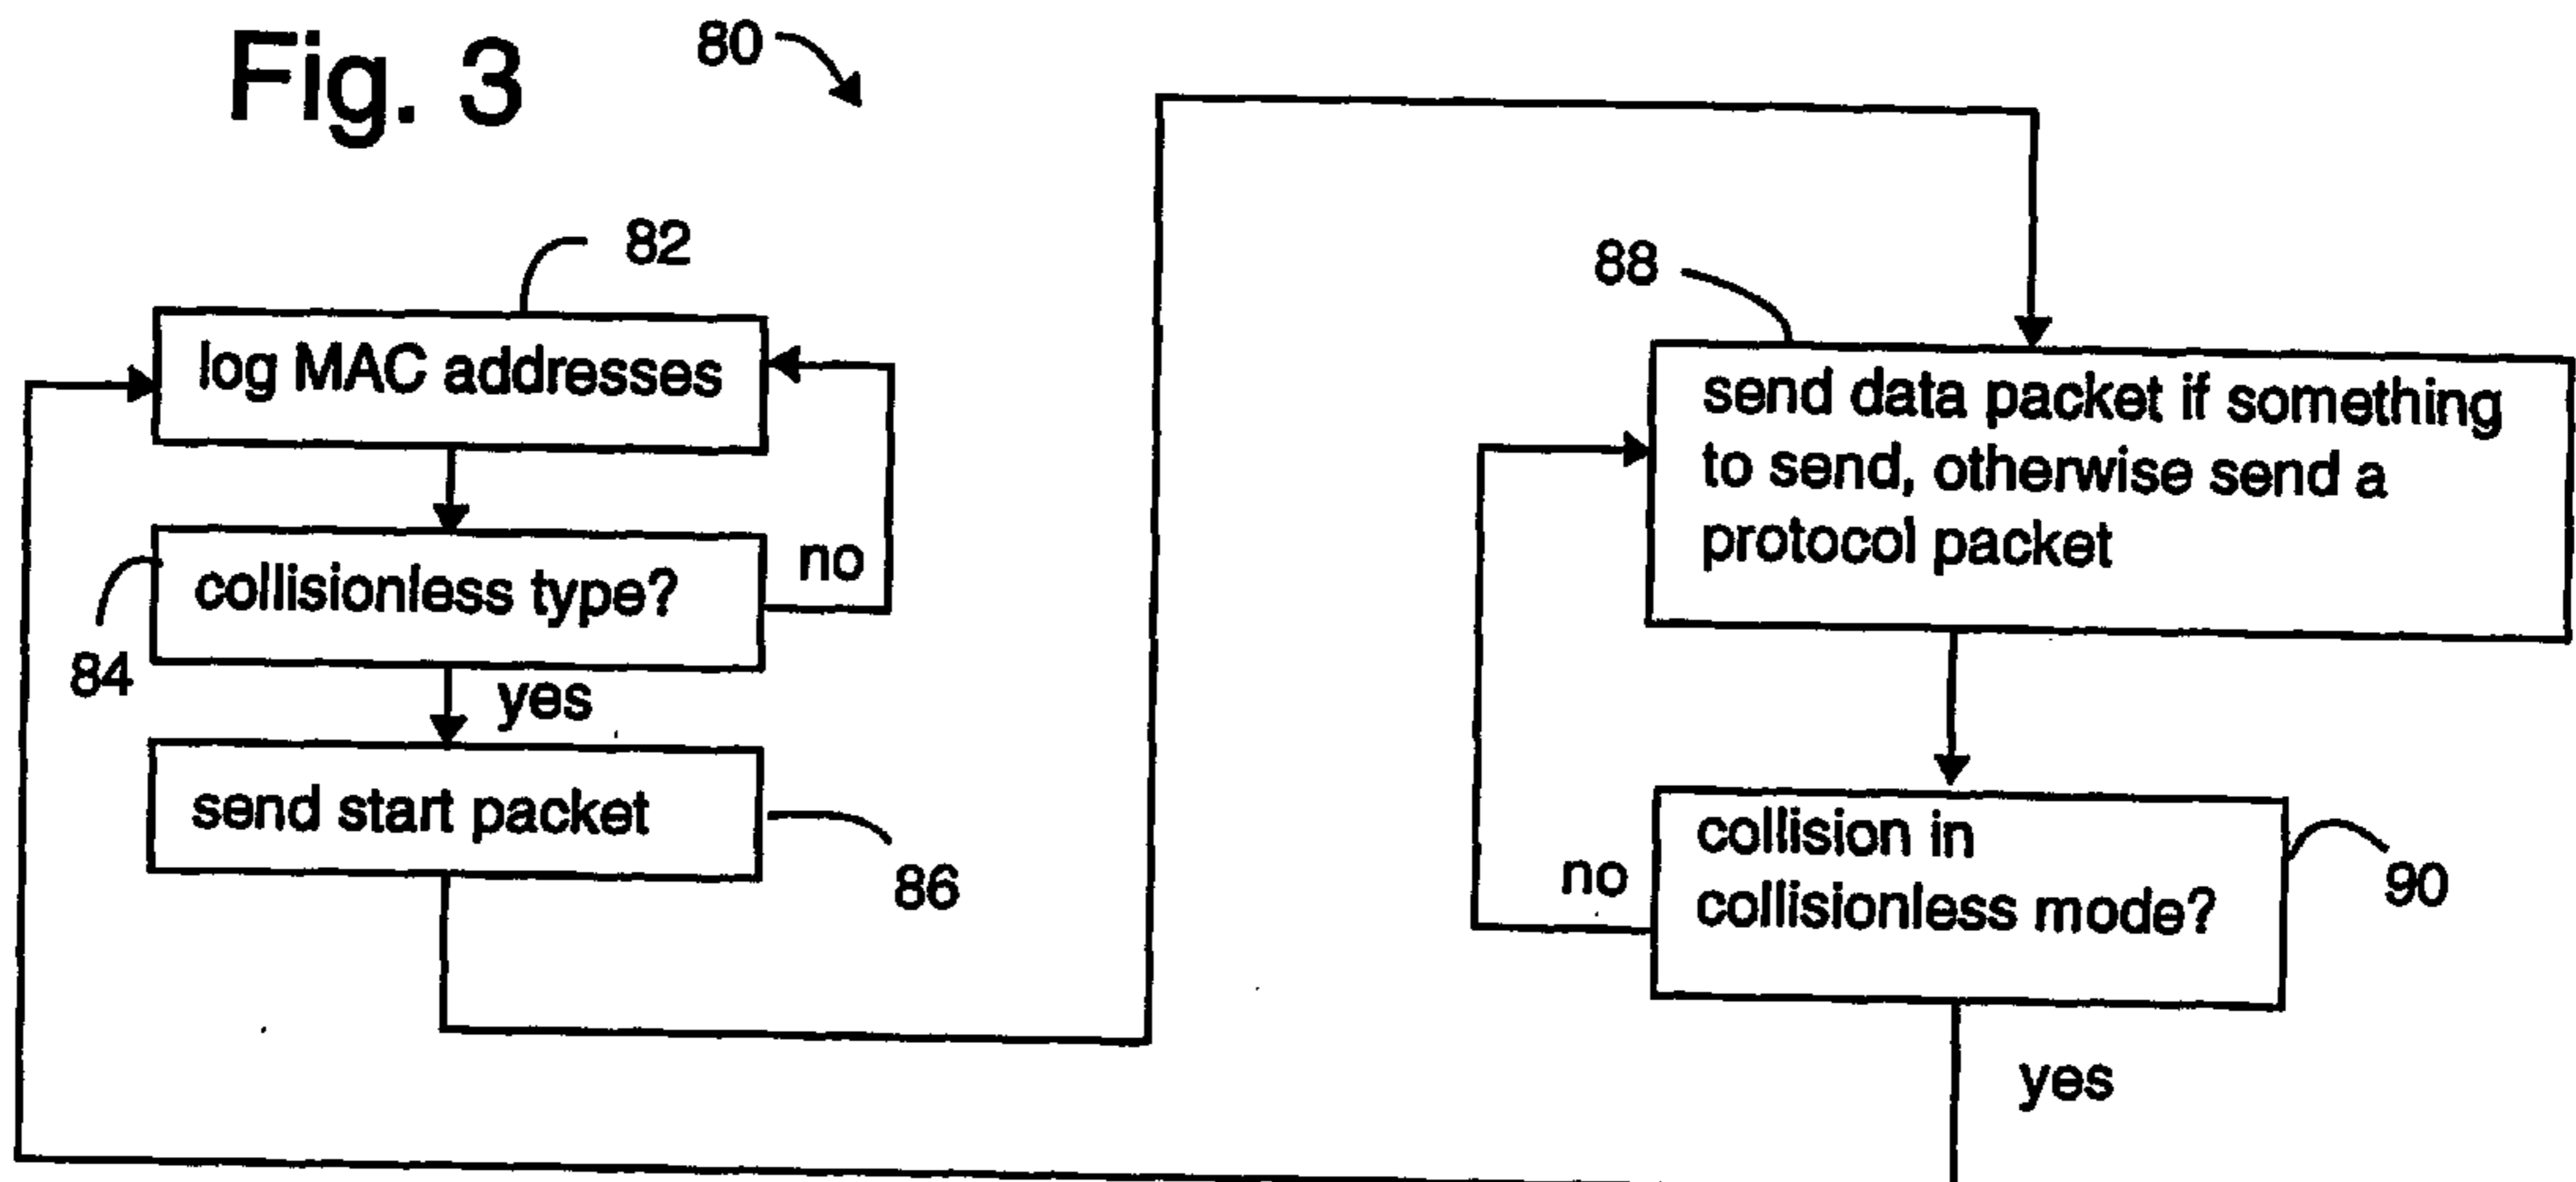 Fig. 3
80
82
log MAC addresses
84
collisionless type?
no
yes
send start packet
86
88
send data packet if something
to send, otherwise send a
protocol packet
collision in
collisionless mode?
90
no
yes